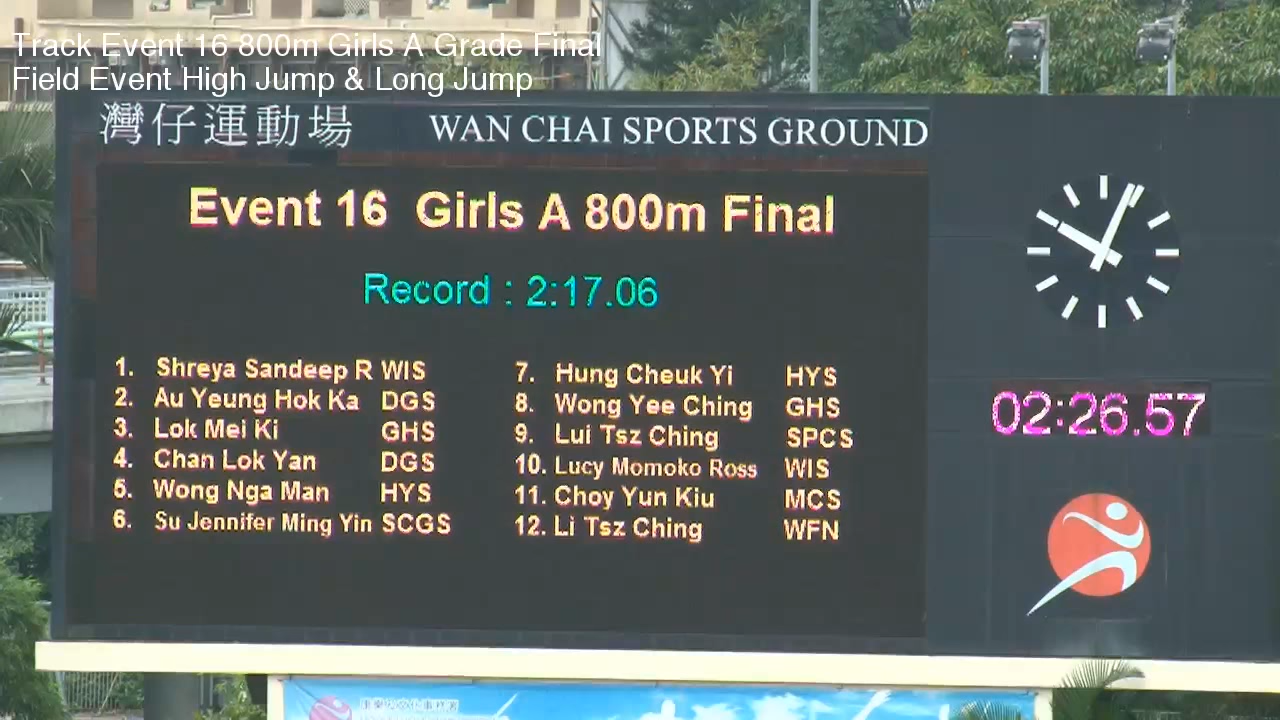 Track Event 16 800m Girls A Grade Final
Field Event High Jump & Long Jump
灣仔運動場 WAN CHAI SPORTS GROUND
Event 16 Girls A 800m Final
Record : 2:17.06
1. Shreya Sandeep R WIS
2. Au Yeung Hok Ka DGS
3. Lok Mei Ki GHS
4. Chan Lok Yan DGS
5. Wong Nga Man HYS
6. Su Jennifer Ming Yin SCGS
7. Hung Cheuk Yi HYS
8. Wong Yee Ching GHS
9. Lui Tsz Ching SPCS
10. Lucy Momoko Ross WIS
11. Choy Yun Kiu MCS
12. Li Tsz Ching WFN
02:26.57